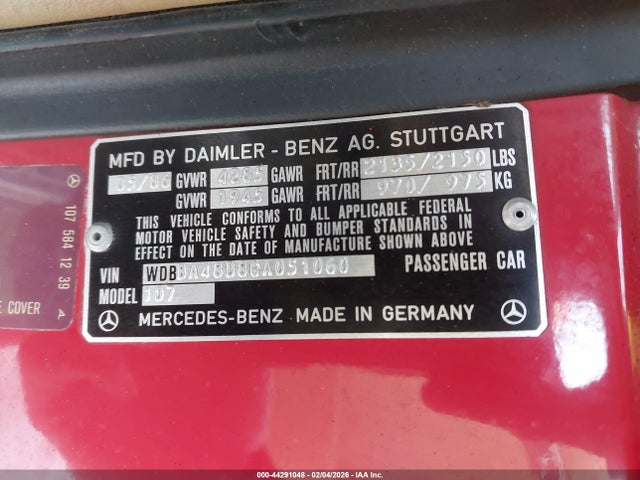 MFD BY DAIMLER - BENZ AG. STUTTGART
05/86 GVWR 4285 GAWR FRT/RR 2135/2150 LBS
GVWR 1945 GAWR FRT/RR 970/ 975 KG
THIS VEHICLE CONFORMS TO ALL APPLICABLE FEDERAL
MOTOR VEHICLE SAFETY AND BUMPER STANDARDS IN
EFFECT ON THE DATE OF MANUFACTURE SHOWN ABOVE
VIN WDBBA48D8GA051060 PASSENGER CAR
MODEL 107
MERCEDES-BENZ MADE IN GERMANY
107 584 12 39 A
COVER
000-44291048 - 02/04/2026 - IAA Inc.